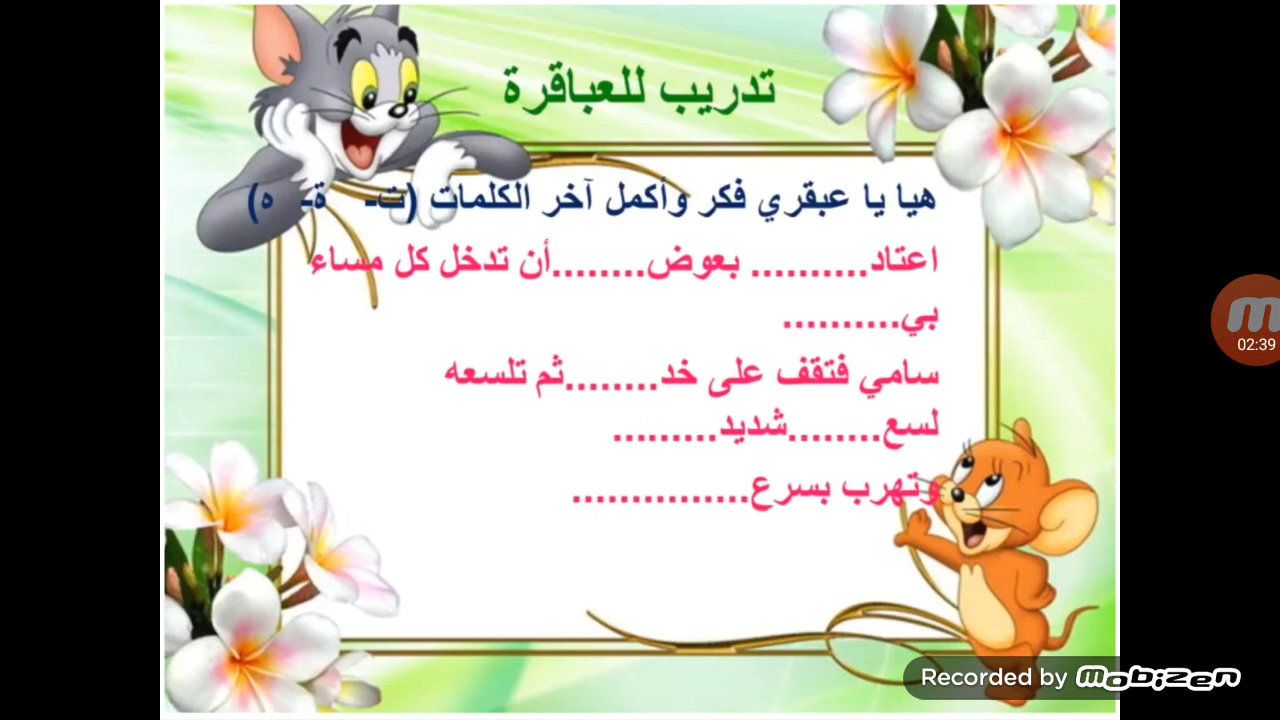 تدريب للعباقرة
هيا يا عبقري فكر وأكمل آخر الكلمات (ت- ة- ه)
اعتاد.......... بعوض........أن تدخل كل مساء
بي..........
سامي فتقف على خد........ثم تلسعه
لسع........شديد.........
وتهرب بسرع...............
02:39
Recorded by Mobizen